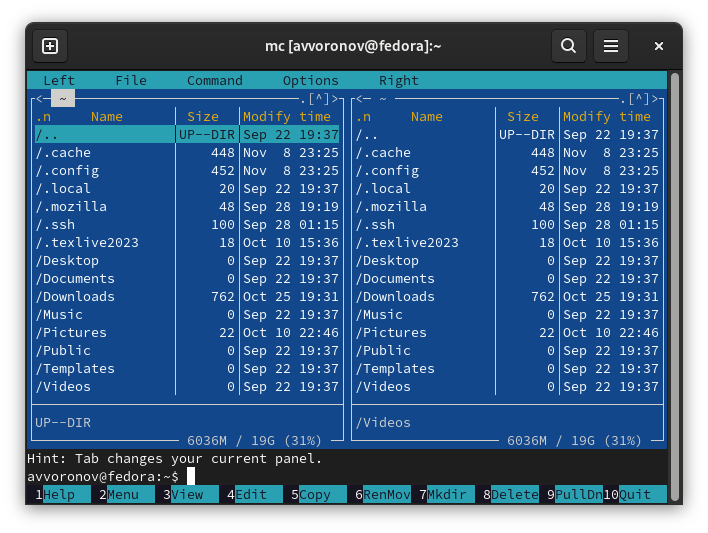 mc [avvoronov@fedora]:~
Left File Command Options Right
<─ ~ ─.[^]> <─ ~ ─.[^]>
.n Name Size Modify time .n Name Size Modify time
/.. UP--DIR Sep 22 19:37 /.. UP--DIR Sep 22 19:37
/.cache 448 Nov 8 23:25 /.cache 448 Nov 8 23:25
/.config 452 Nov 8 23:25 /.config 452 Nov 8 23:25
/.local 20 Sep 22 19:37 /.local 20 Sep 22 19:37
/.mozilla 48 Sep 28 19:19 /.mozilla 48 Sep 28 19:19
/.ssh 100 Sep 28 01:15 /.ssh 100 Sep 28 01:15
/.texlive2023 18 Oct 10 15:36 /.texlive2023 18 Oct 10 15:36
/Desktop 0 Sep 22 19:37 /Desktop 0 Sep 22 19:37
/Documents 0 Sep 22 19:37 /Documents 0 Sep 22 19:37
/Downloads 762 Oct 25 19:31 /Downloads 762 Oct 25 19:31
/Music 0 Sep 22 19:37 /Music 0 Sep 22 19:37
/Pictures 22 Oct 10 22:46 /Pictures 22 Oct 10 22:46
/Public 0 Sep 22 19:37 /Public 0 Sep 22 19:37
/Templates 0 Sep 22 19:37 /Templates 0 Sep 22 19:37
/Videos 0 Sep 22 19:37 /Videos 0 Sep 22 19:37
UP--DIR /Videos
6036M / 19G (31%) 6036M / 19G (31%)
Hint: Tab changes your current panel.
avvoronov@fedora:~$
1Help 2Menu 3View 4Edit 5Copy 6RenMov 7Mkdir 8Delete 9PullDn 10Quit